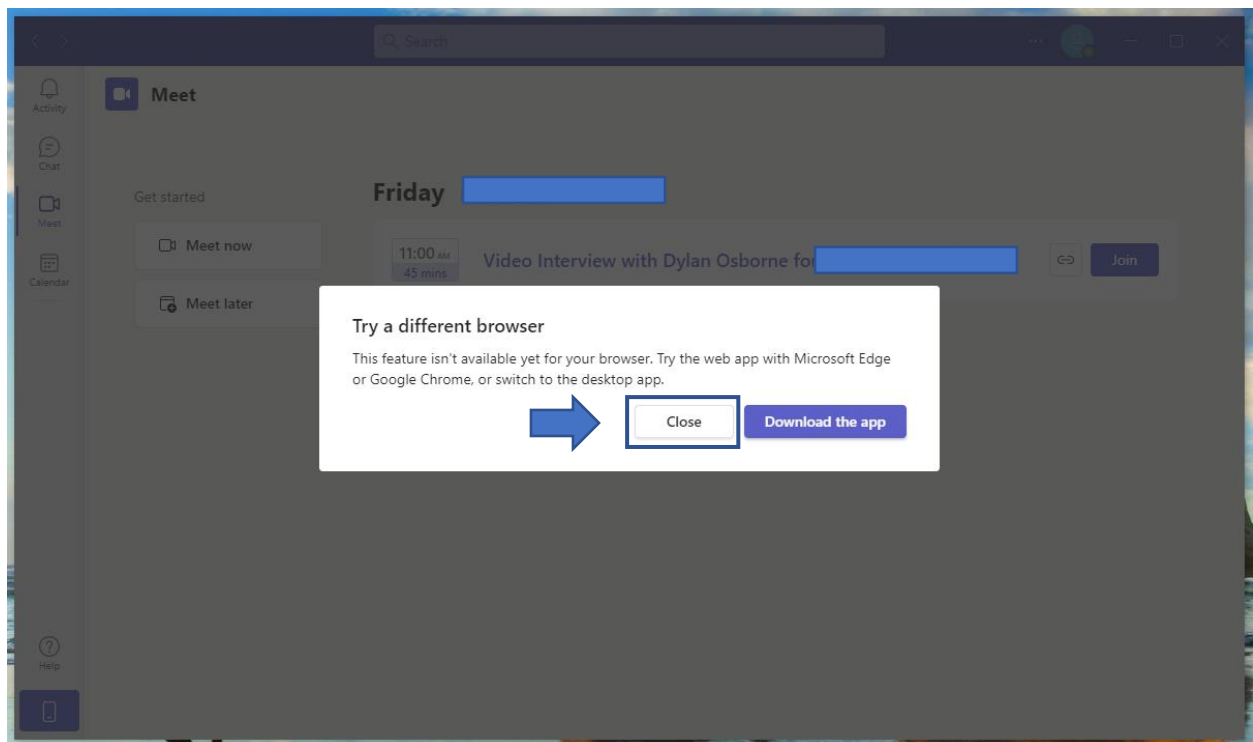 Search
Activity
Chat
Meet
Calendar
Help
Meet
Get started
Meet now
Meet later
Friday
11:00 AM
45 mins
Video Interview with Dylan Osborne for
Join
Try a different browser
This feature isn't available yet for your browser. Try the web app with Microsoft Edge
or Google Chrome, or switch to the desktop app.
Close
Download the app